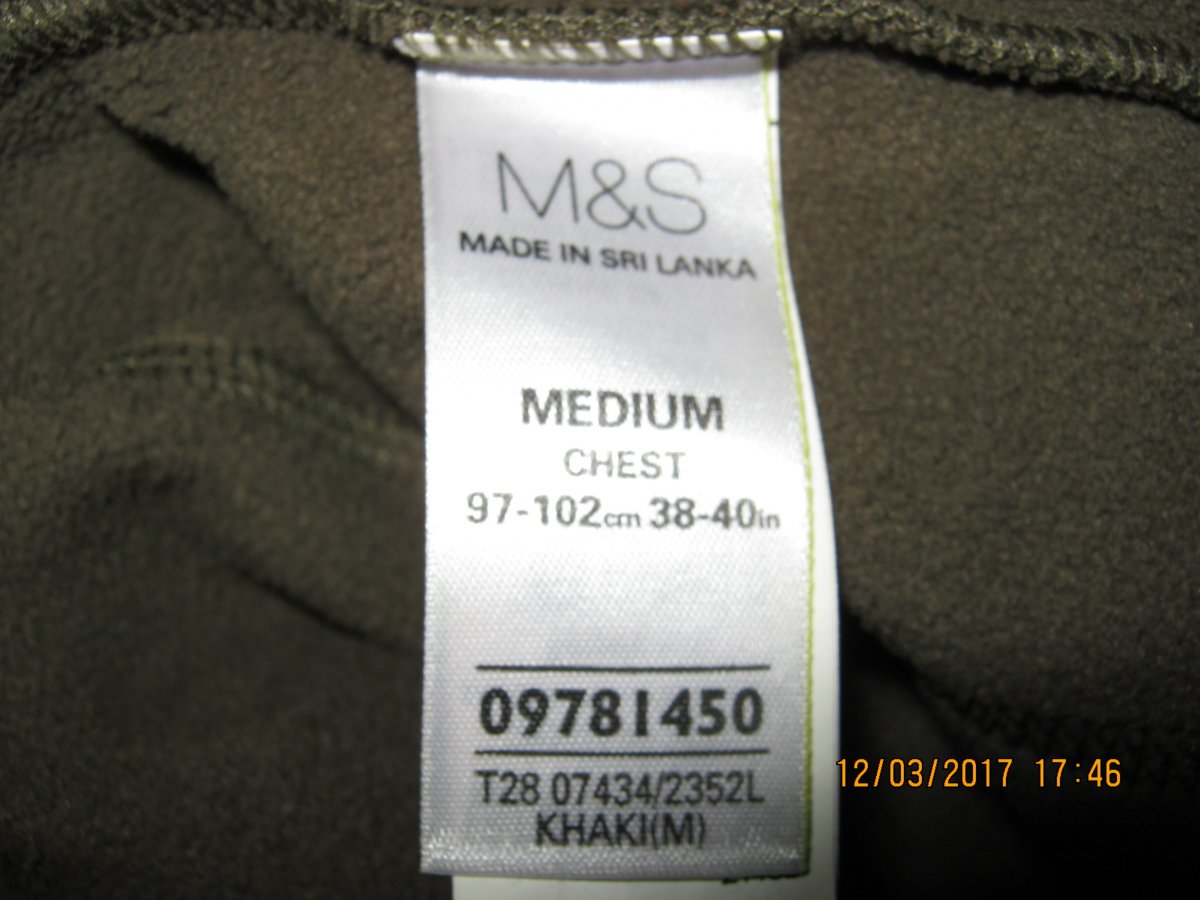 M&S
MADE IN SRI LANKA
MEDIUM
CHEST
97-102cm 38-40in
09781450
T28 07434/2352L
KHAKI(M)
12/03/2017 17:46